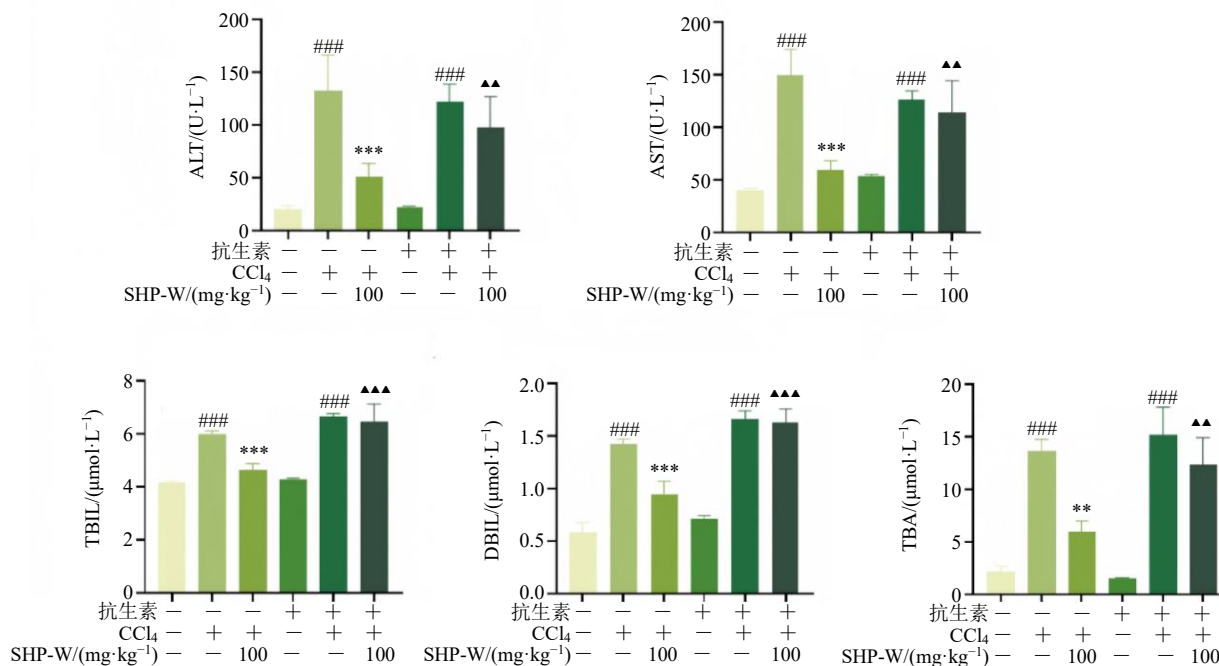 ALT/(U·L⁻¹)
200
150
100
50
0
###
***
###
▲▲
抗生素 − − − + + +
CCl₄ − + + − + +
SHP-W/(mg·kg⁻¹) − − 100 − − 100
AST/(U·L⁻¹)
200
150
100
50
0
###
***
###
▲▲
抗生素 − − − + + +
CCl₄ − + + − + +
SHP-W/(mg·kg⁻¹) − − 100 − − 100
TBIL/(μmol·L⁻¹)
8
6
4
2
0
###
***
###
▲▲▲
抗生素 − − − + + +
CCl₄ − + + − + +
SHP-W/(mg·kg⁻¹) − − 100 − − 100
DBIL/(μmol·L⁻¹)
2.0
1.5
1.0
0.5
0.0
###
***
###
▲▲▲
抗生素 − − − + + +
CCl₄ − + + − + +
SHP-W/(mg·kg⁻¹) − − 100 − − 100
TBA/(μmol·L⁻¹)
20
15
10
5
0
###
**
###
▲▲
抗生素 − − − + + +
CCl₄ − + + − + +
SHP-W/(mg·kg⁻¹) − − 100 − − 100